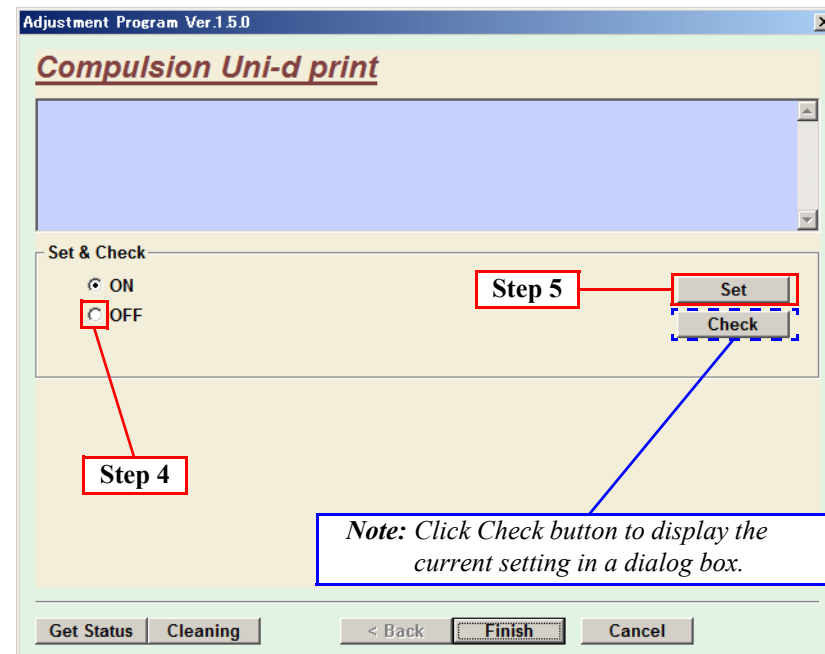 Adjustment Program Ver.1.5.0
Compulsion Uni-d print
Set & Check
ON
OFF
Step 5
Set
Check
Step 4
Note: Click Check button to display the
current setting in a dialog box.
Get Status
Cleaning
< Back
Finish
Cancel